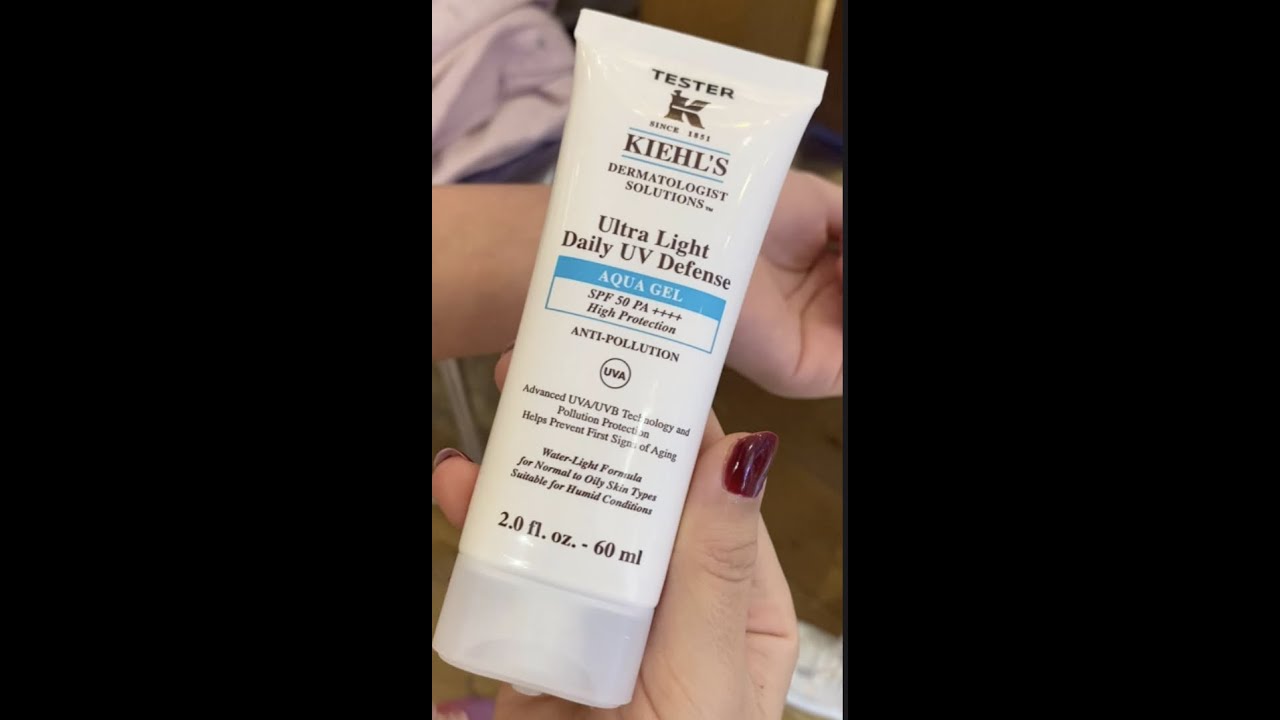 TESTER
K
SINCE 1851
KIEHL'S
DERMATOLOGIST
SOLUTIONS™
Ultra Light
Daily UV Defense
AQUA GEL
SPF 50 PA ++++
High Protection
ANTI-POLLUTION
UVA
Advanced UVA/UVB Technology and
Pollution Protection
Helps Prevent First Signs of Aging
Water-Light Formula
for Normal to Oily Skin Types
Suitable for Humid Conditions
2.0 fl. oz. - 60 ml